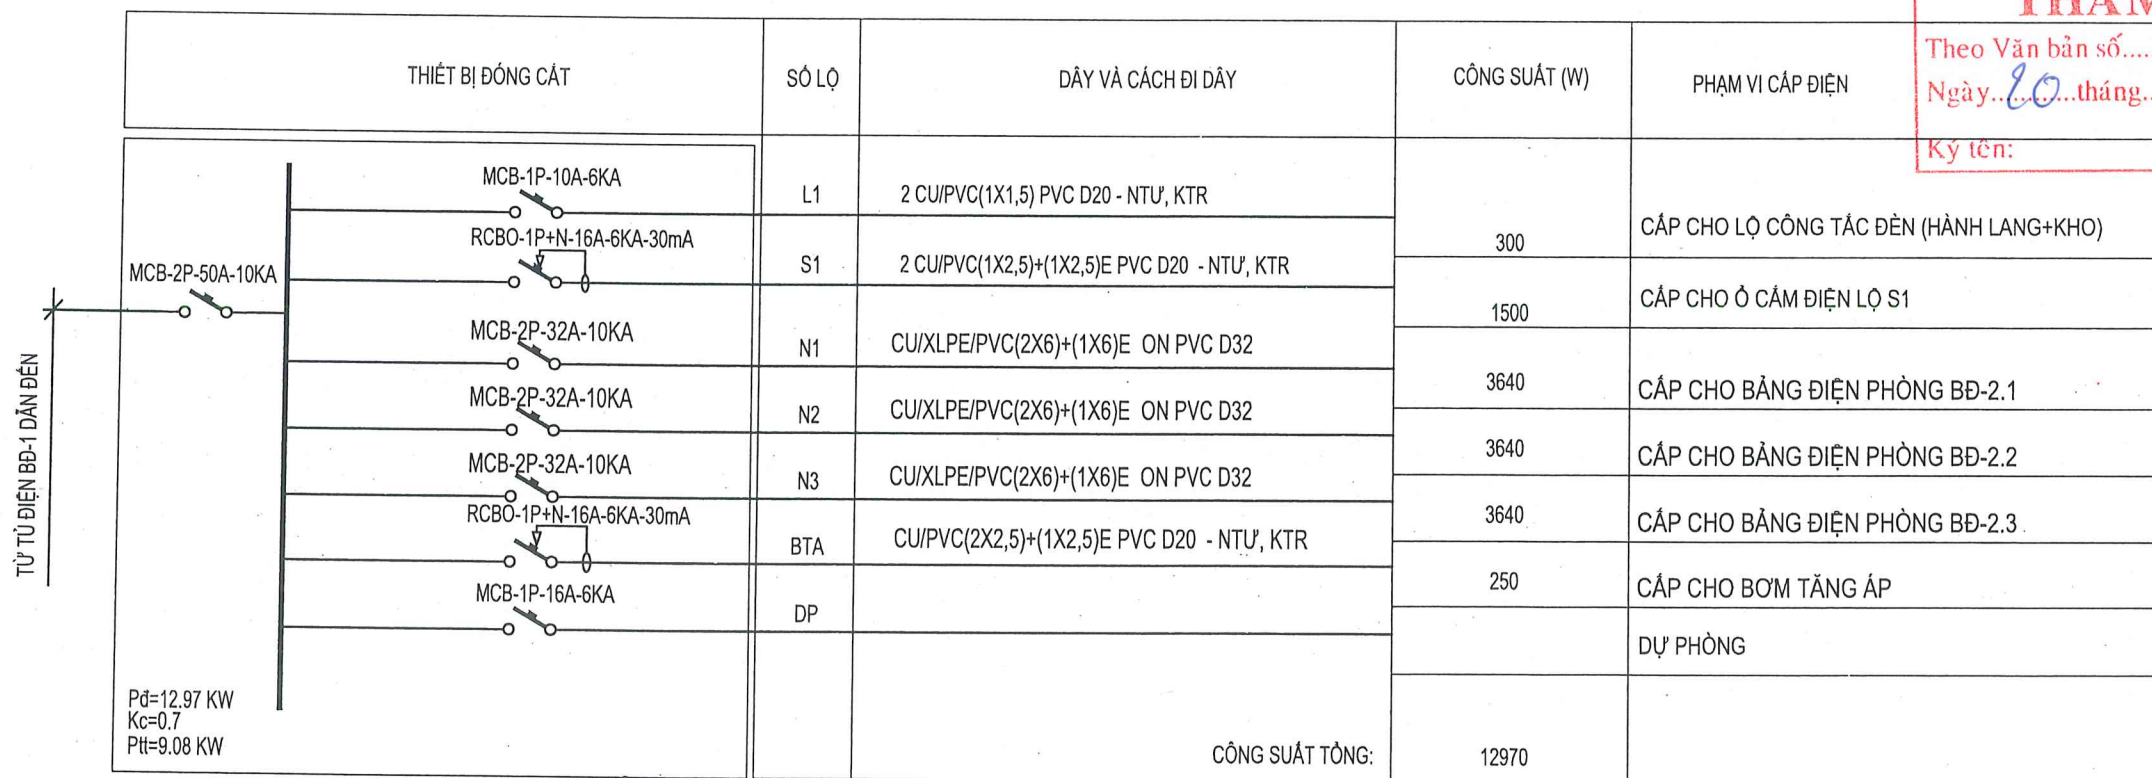 THIẾT BỊ ĐÓNG CẮT
SỐ LỘ
DÂY VÀ CÁCH ĐI DÂY
CÔNG SUẤT (W)
PHẠM VI CẤP ĐIỆN
Theo Văn bản số....
Ngày..20..tháng..
Ký tên:
MCB-1P-10A-6KA
L1
2 CU/PVC(1X1,5) PVC D20 - NTƯ, KTR
300
CẤP CHO LỘ CÔNG TẮC ĐÈN (HÀNH LANG+KHO)
RCBO-1P+N-16A-6KA-30mA
S1
2 CU/PVC(1X2,5)+(1X2,5)E PVC D20 - NTƯ, KTR
1500
CẤP CHO Ổ CẮM ĐIỆN LỘ S1
MCB-2P-50A-10KA
MCB-2P-32A-10KA
N1
CU/XLPE/PVC(2X6)+(1X6)E ON PVC D32
3640
CẤP CHO BẢNG ĐIỆN PHÒNG BĐ-2.1
MCB-2P-32A-10KA
N2
CU/XLPE/PVC(2X6)+(1X6)E ON PVC D32
3640
CẤP CHO BẢNG ĐIỆN PHÒNG BĐ-2.2
MCB-2P-32A-10KA
N3
CU/XLPE/PVC(2X6)+(1X6)E ON PVC D32
3640
CẤP CHO BẢNG ĐIỆN PHÒNG BĐ-2.3
RCBO-1P+N-16A-6KA-30mA
BTA
CU/PVC(2X2,5)+(1X2,5)E PVC D20 - NTƯ, KTR
250
CẤP CHO BƠM TĂNG ÁP
MCB-1P-16A-6KA
DP
DỰ PHÒNG
TỪ TỦ ĐIỆN BĐ-1 DẪN ĐẾN
Pđ=12.97 KW
Kc=0.7
Ptt=9.08 KW
CÔNG SUẤT TỔNG:
12970